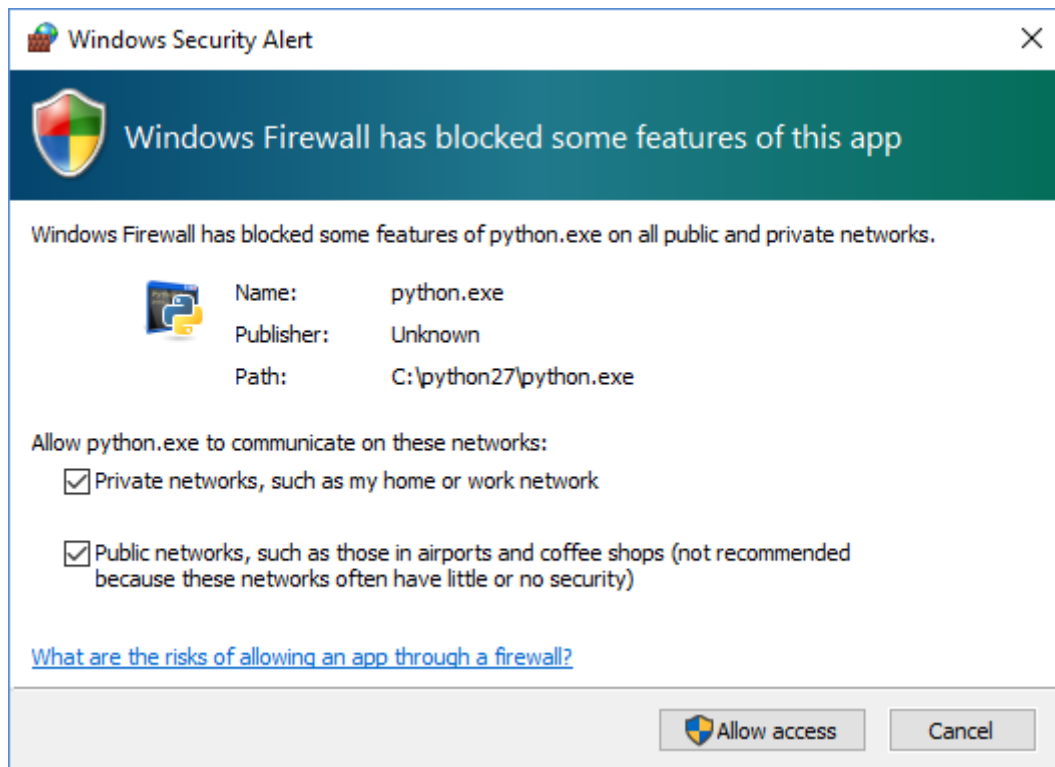 Windows Security Alert
Windows Firewall has blocked some features of this app
Windows Firewall has blocked some features of python.exe on all public and private networks.
Name: python.exe
Publisher: Unknown
Path: C:\python27\python.exe
Allow python.exe to communicate on these networks:
Private networks, such as my home or work network
Public networks, such as those in airports and coffee shops (not recommended
because these networks often have little or no security)
What are the risks of allowing an app through a firewall?
Allow access Cancel